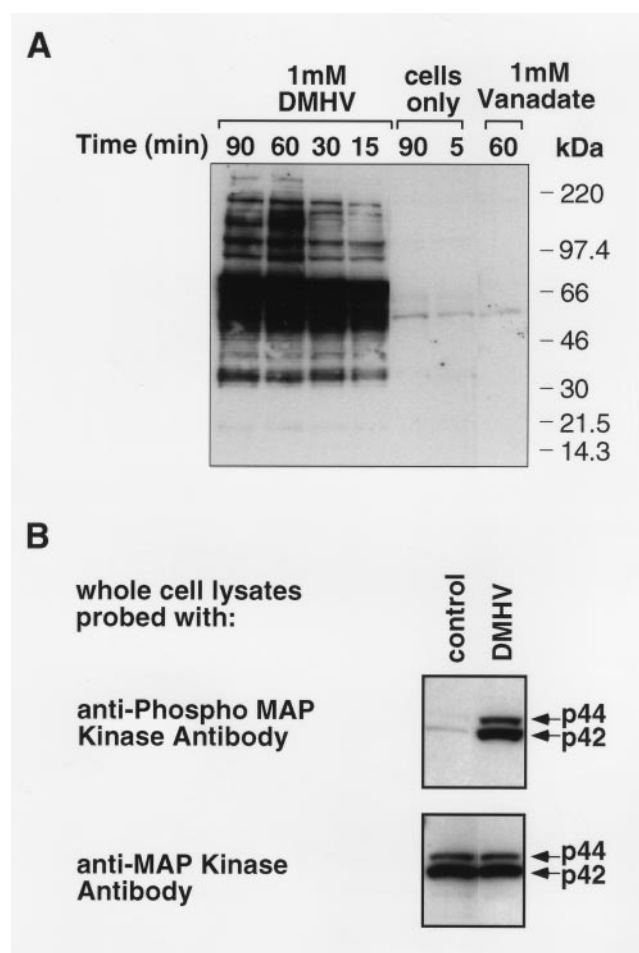 A
1mM
DMHV
cells
only
1mM
Vanadate
Time (min) 90 60 30 15 90 5 60 kDa
220
97.4
66
46
30
21.5
14.3
B
whole cell lysates
probed with:
control
DMHV
anti-Phospho MAP
Kinase Antibody
p44
p42
anti-MAP Kinase
Antibody
p44
p42